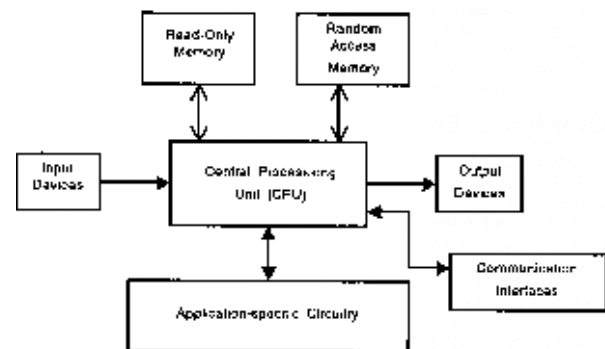 Read-Only
Memory
Random
Access
Memory
Input
Devices
Central Processing
Unit (CPU)
Output
Devices
Communication
Interfaces
Application-specific Circuitry